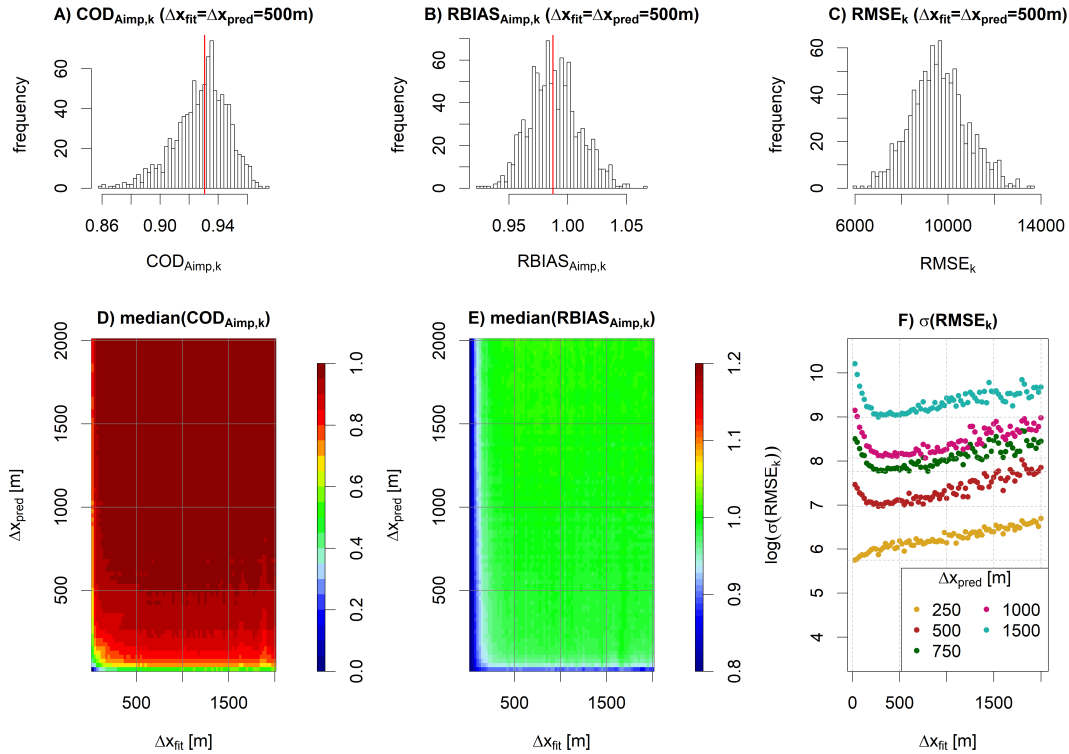 A) COD_Aimp,k (Δx_fit=Δx_pred=500m)
frequency
0 20 40 60
0.86 0.90 0.94
COD_Aimp,k
B) RBIAS_Aimp,k (Δx_fit=Δx_pred=500m)
frequency
0 20 40 60
0.95 1.00 1.05
RBIAS_Aimp,k
C) RMSE_k (Δx_fit=Δx_pred=500m)
frequency
0 20 40 60
6000 10000 14000
RMSE_k
D) median(COD_Aimp,k)
500 1000 1500 2000
500 1500
Δx_fit [m]
0.0 0.2 0.4 0.6 0.8 1.0
E) median(RBIAS_Aimp,k)
Δx_pred [m]
500 1000 1500 2000
500 1500
Δx_fit [m]
0.8 0.9 1.0 1.1 1.2
F) σ(RMSE_k)
log(σ(RMSE_k))
4 5 6 7 8 9 10
0 500 1500
Δx_fit [m]
Δx_pred [m]
250 1000
500 1500
750
Δx_pred [m]